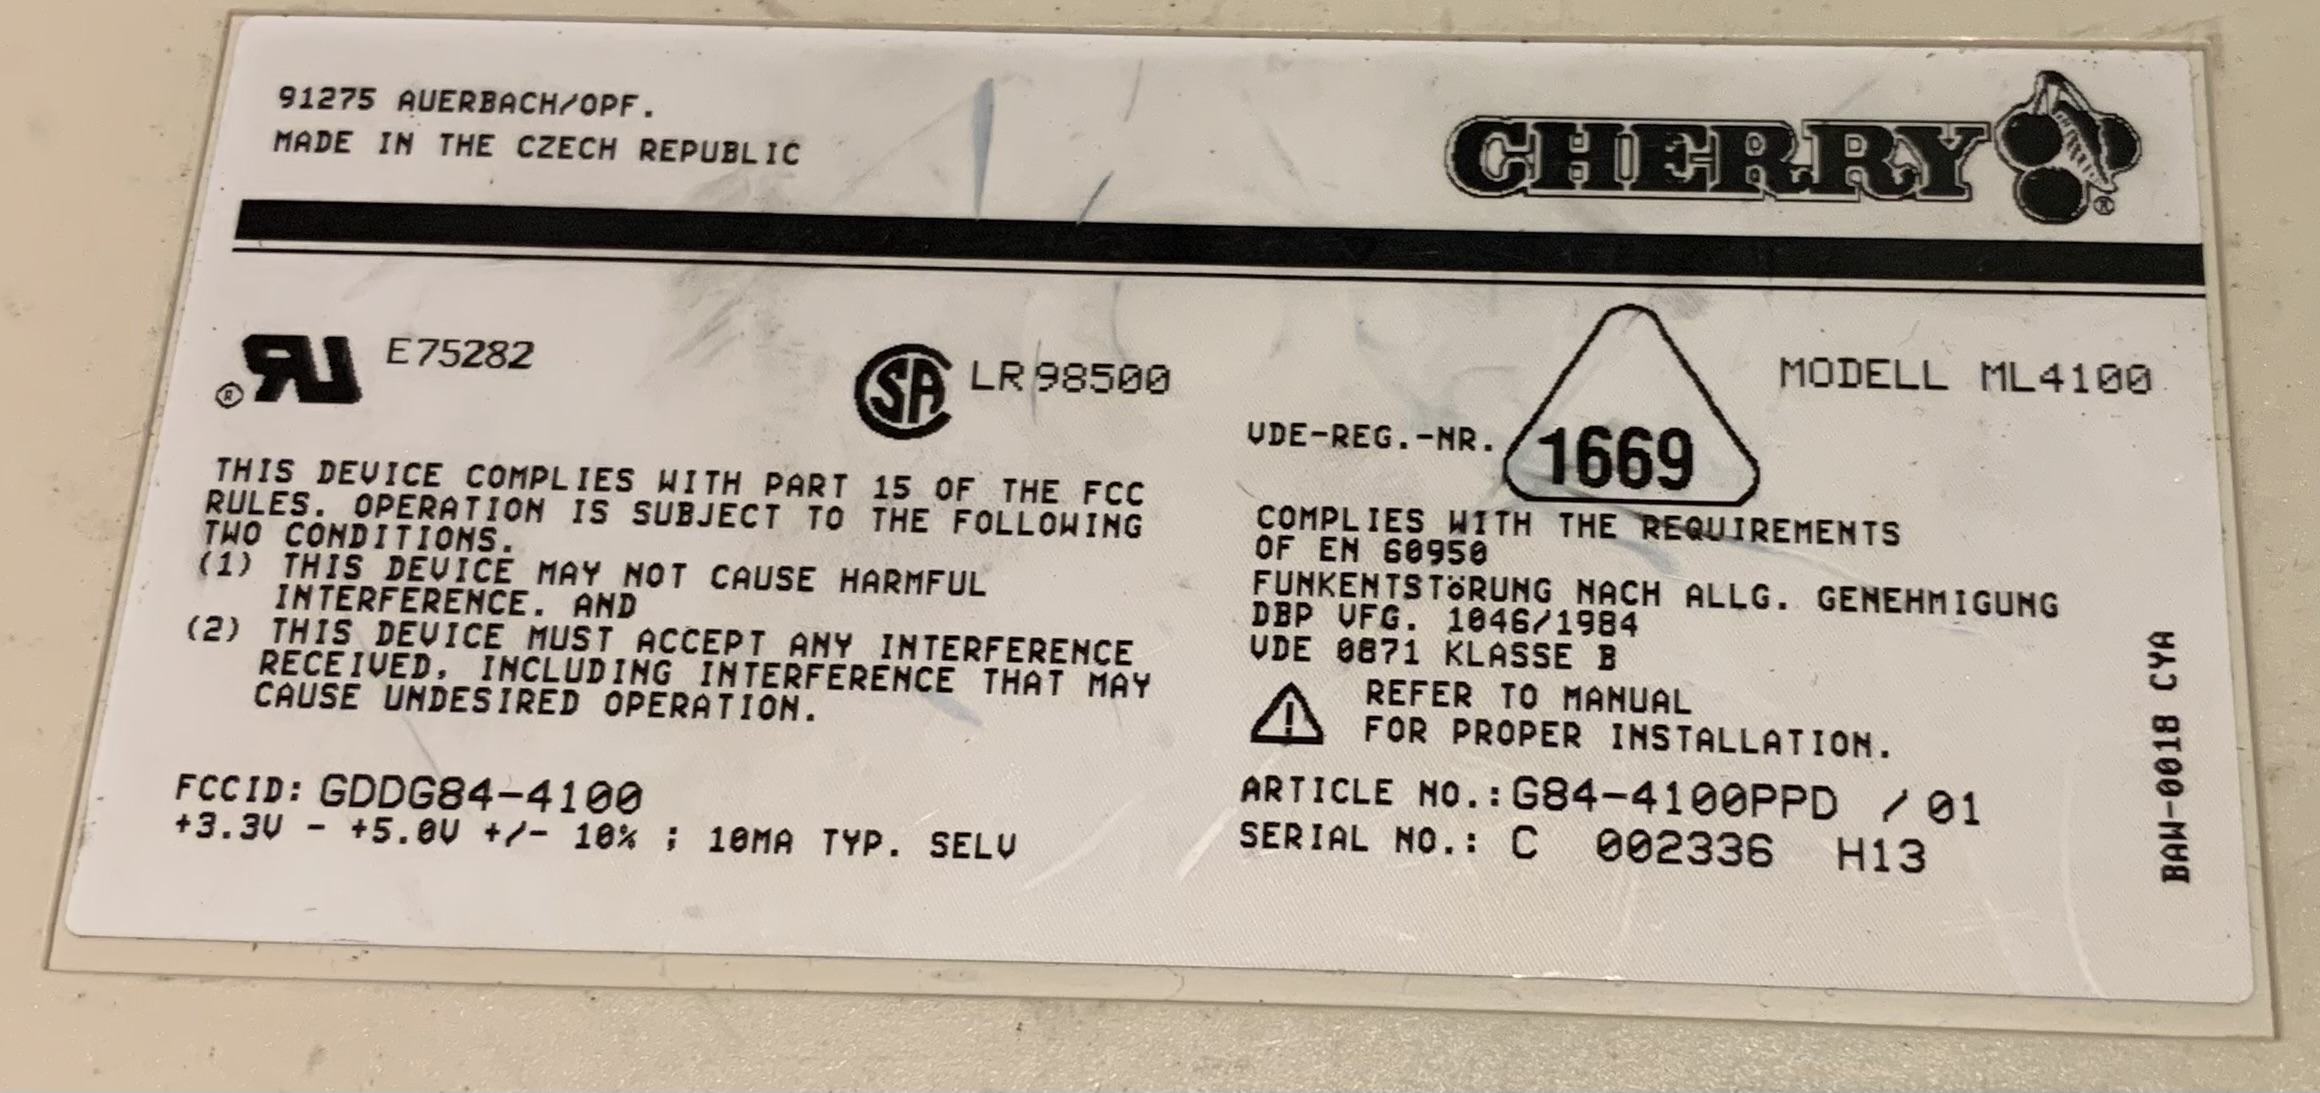 91275 AUERBACH/OPF.
MADE IN THE CZECH REPUBLIC
CHERRY®
RU® E75282
SA LR98500
MODELL ML4100
VDE-REG.-NR. 1669
THIS DEVICE COMPLIES WITH PART 15 OF THE FCC
RULES. OPERATION IS SUBJECT TO THE FOLLOWING
TWO CONDITIONS.
(1) THIS DEVICE MAY NOT CAUSE HARMFUL
INTERFERENCE. AND
(2) THIS DEVICE MUST ACCEPT ANY INTERFERENCE
RECEIVED, INCLUDING INTERFERENCE THAT MAY
CAUSE UNDESIRED OPERATION.
FCCID: GDDG84-4100
+3.3V - +5.0V +/- 10% ; 10MA TYP. SELV
COMPLIES WITH THE REQUIREMENTS
OF EN 60950
FUNKENTSTöRUNG NACH ALLG. GENEHMIGUNG
DBP VFG. 1046/1984
VDE 0871 KLASSE B
REFER TO MANUAL
FOR PROPER INSTALLATION.
ARTICLE NO.: G84-4100PPD / 01
SERIAL NO.: C 002336 H13
BAW-0018 CYA